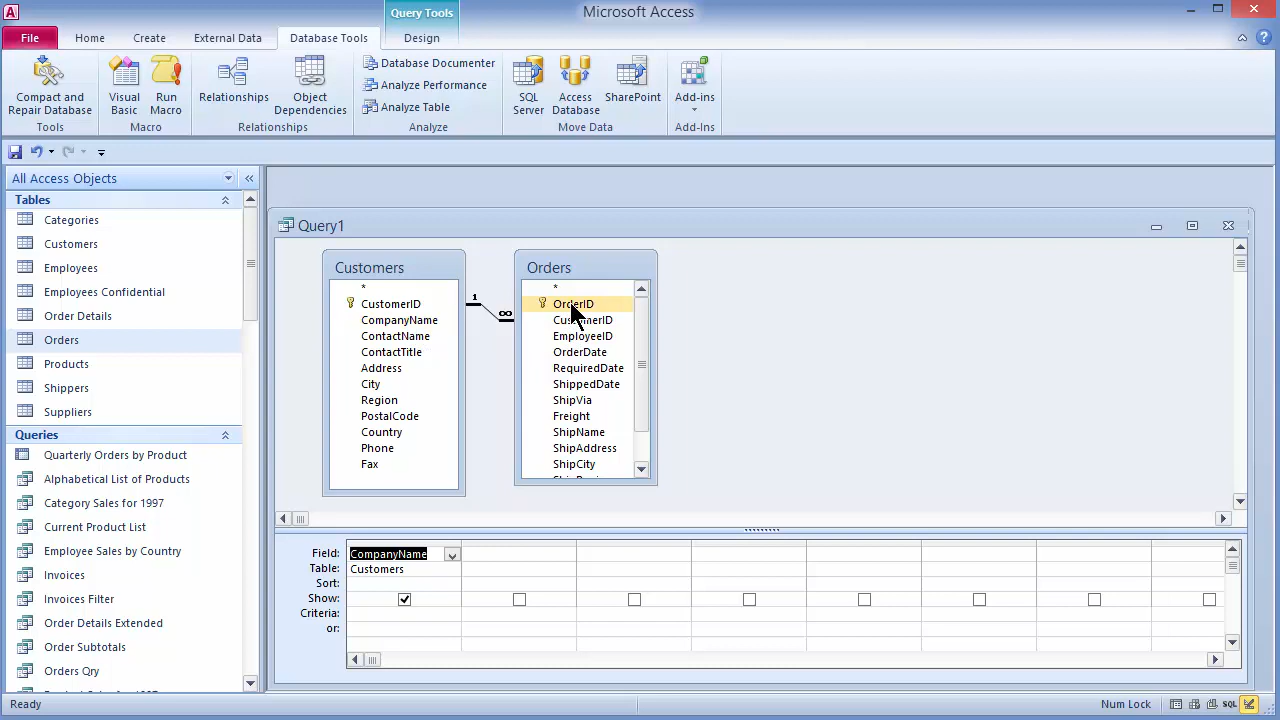 A
Query Tools
Microsoft Access
File
Home
Create
External Data
Database Tools
Design
?
Compact and
Repair Database
Visual
Basic
Run
Macro
Relationships
Object
Dependencies
Database Documenter
Analyze Performance
Analyze Table
SQL
Server
Access
Database
SharePoint
Add-ins
Tools
Macro
Relationships
Analyze
Move Data
Add-Ins
All Access Objects
Tables
Categories
Customers
Employees
Employees Confidential
Order Details
Orders
Products
Shippers
Suppliers
Queries
Quarterly Orders by Product
Alphabetical List of Products
Category Sales for 1997
Current Product List
Employee Sales by Country
Invoices
Invoices Filter
Order Details Extended
Order Subtotals
Orders Qry
Query1
Customers
*
CustomerID
CompanyName
ContactName
ContactTitle
Address
City
Region
PostalCode
Country
Phone
Fax
1
∞
Orders
*
OrderID
CustomerID
EmployeeID
OrderDate
RequiredDate
ShippedDate
ShipVia
Freight
ShipName
ShipAddress
ShipCity
Field: CompanyName
Table: Customers
Sort:
Show:
Criteria:
or:
Ready
Num Lock
SQL